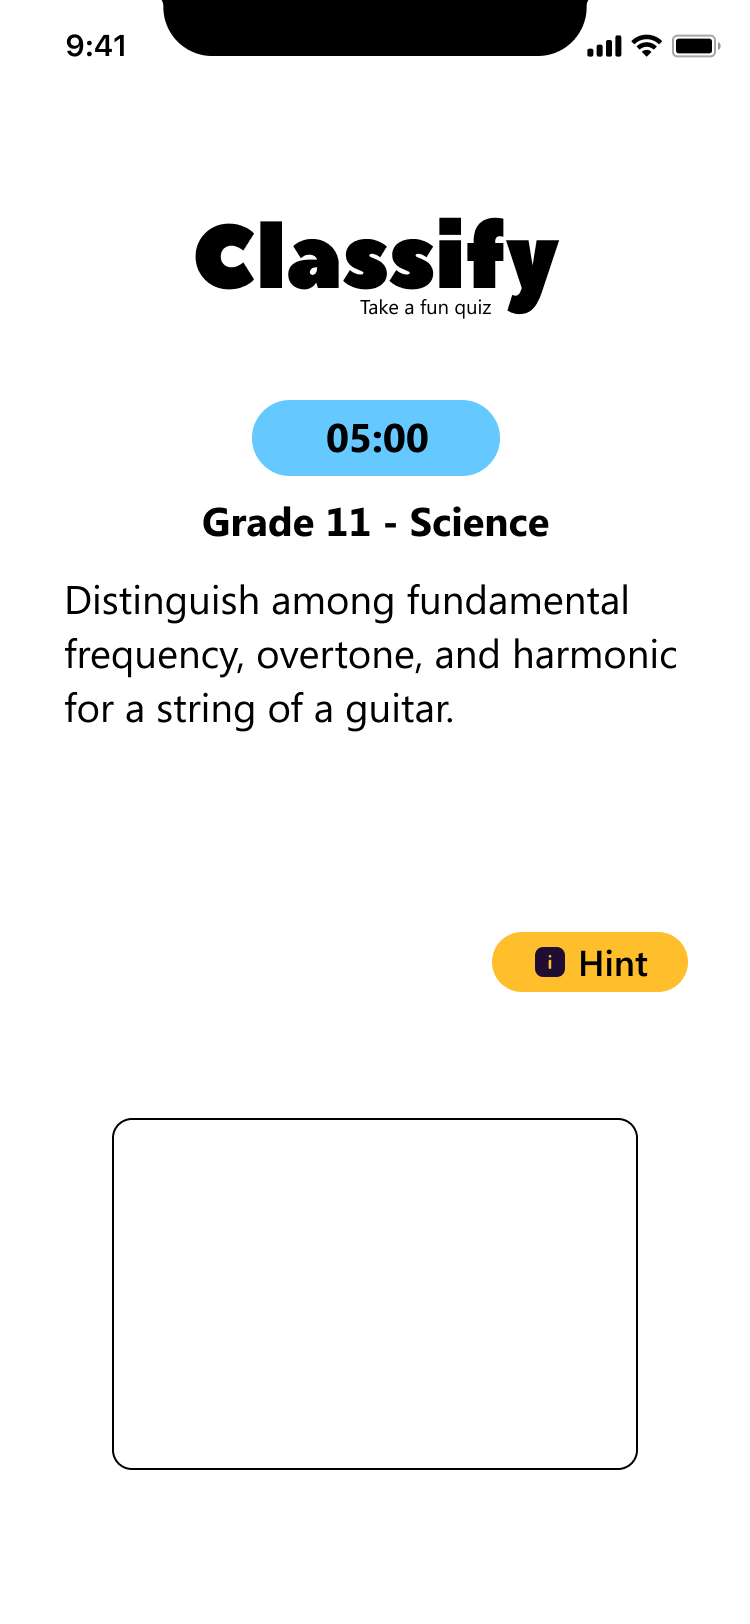 9:41
Classify
Take a fun quiz
05:00
Grade 11 - Science
Distinguish among fundamental
frequency, overtone, and harmonic
for a string of a guitar.
i Hint